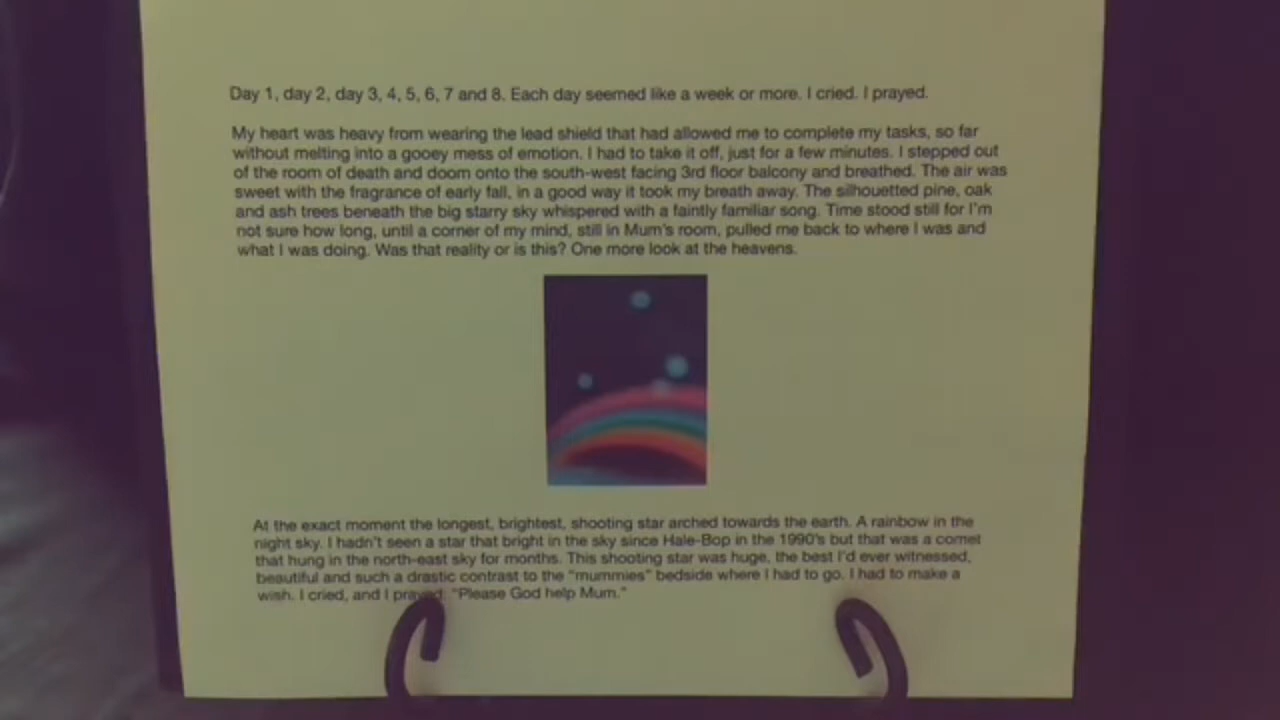 Day 1, day 2, day 3, 4, 5, 6, 7 and 8. Each day seemed like a week or more. I cried. I prayed.
My heart was heavy from wearing the lead shield that had allowed me to complete my tasks, so far
without melting into a gooey mess of emotion. I had to take it off, just for a few minutes. I stepped out
of the room of death and doom onto the south-west facing 3rd floor balcony and breathed. The air was
sweet with the fragrance of early fall, in a good way it took my breath away. The silhouetted pine, oak
and ash trees beneath the big starry sky whispered with a faintly familiar song. Time stood still for I'm
not sure how long, until a corner of my mind, still in Mum's room, pulled me back to where I was and
what I was doing. Was that reality or is this? One more look at the heavens.
At the exact moment the longest, brightest, shooting star arched towards the earth. A rainbow in the
night sky. I hadn't seen a star that bright in the sky since Hale-Bop in the 1990's but that was a comet
that hung in the north-east sky for months. This shooting star was huge, the best I'd ever witnessed,
beautiful and such a drastic contrast to the "mummies" bedside where I had to go. I had to make a
wish. I cried, and I prayed: "Please God help Mum."